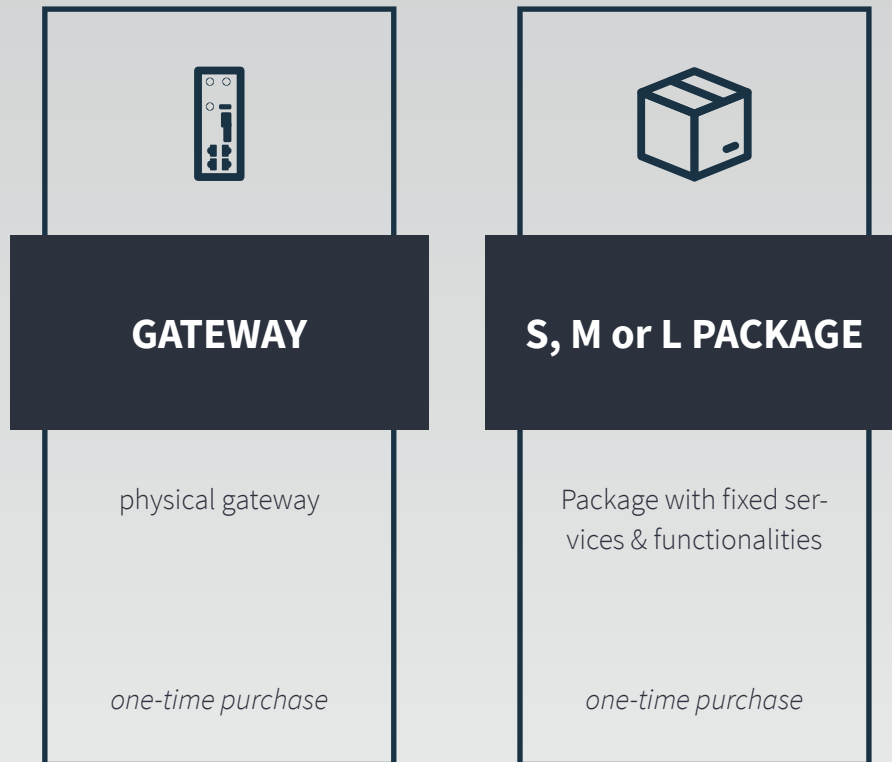 GATEWAY
physical gateway
one-time purchase
S, M or L PACKAGE
Package with fixed ser-
vices & functionalities
one-time purchase